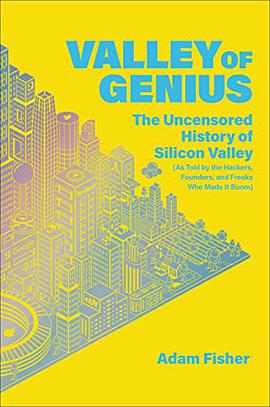 VALLEY OF
GENIUS
The Uncensored
History of
Silicon Valley
(As Told by the Hackers,
Founders, and Freaks
Who Made It Boom)
Adam Fisher